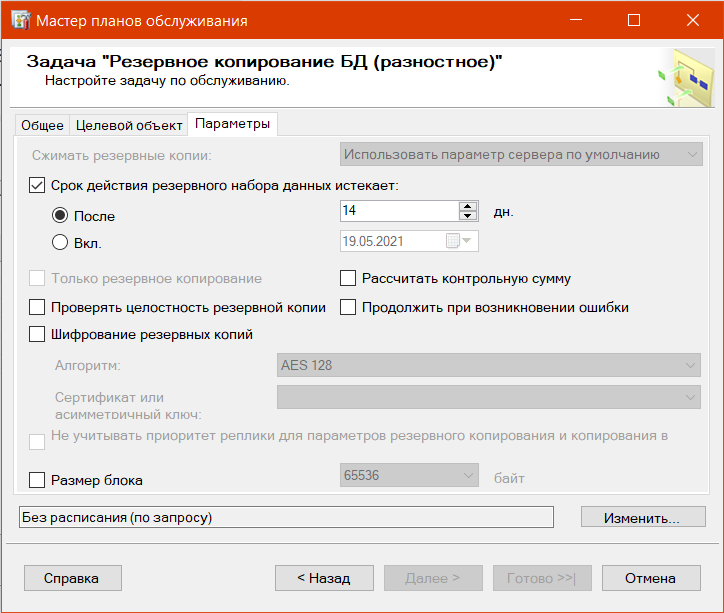 Мастер планов обслуживания
Задача "Резервное копирование БД (разностное)"
Настройте задачу по обслуживанию.
Общее Целевой объект Параметры
Сжимать резервные копии: Использовать параметр сервера по умолчанию
Срок действия резервного набора данных истекает:
После 14 дн.
Вкл. 19.05.2021
Только резервное копирование Рассчитать контрольную сумму
Проверять целостность резервной копии Продолжить при возникновении ошибки
Шифрование резервных копий
Алгоритм: AES 128
Сертификат или
асимметричный ключ:
Не учитывать приоритет реплики для параметров резервного копирования и копирования в
Размер блока 65536 байт
Без расписания (по запросу) Изменить...
Справка < Назад Далее > Готово >>| Отмена